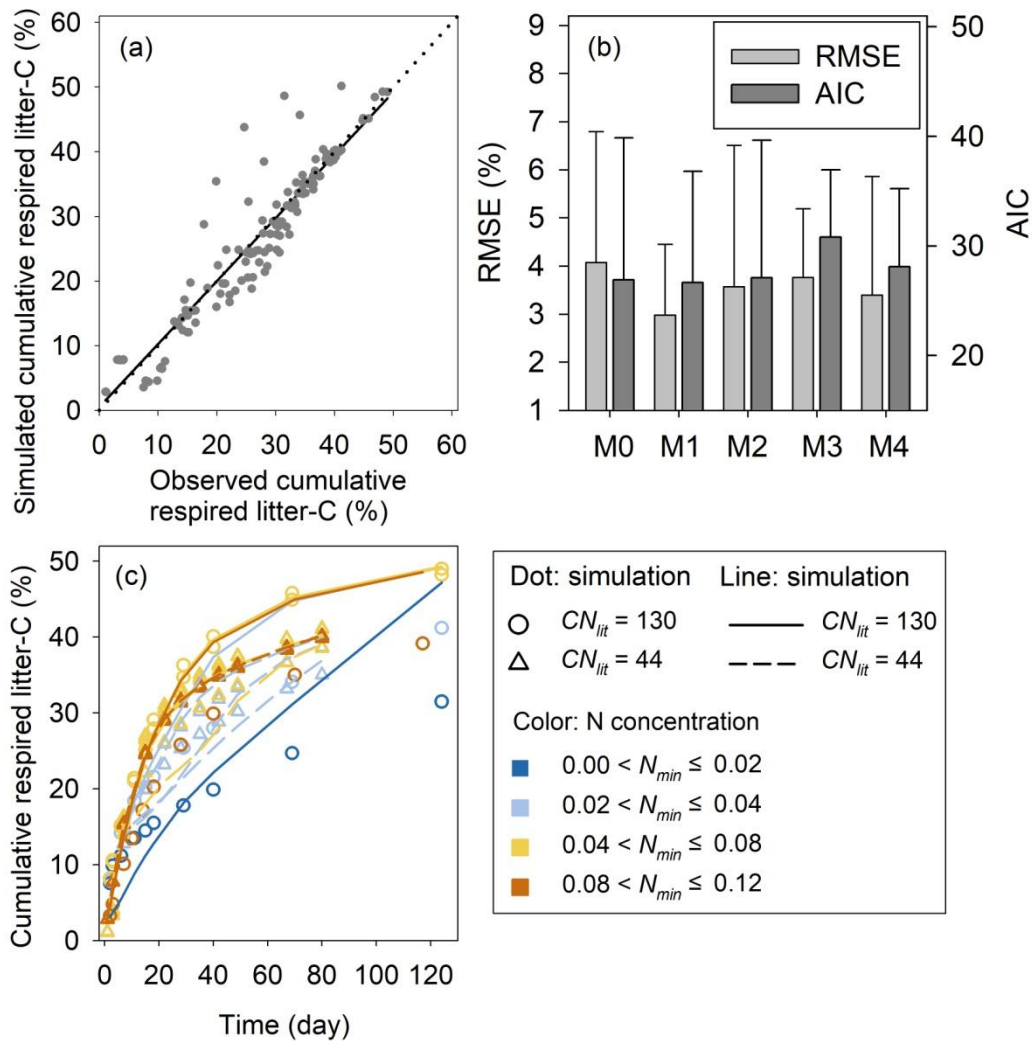 (a)
Simulated cumulative respired litter-C (%)
60
50
40
30
20
10
0
0 10 20 30 40 50 60
Observed cumulative
respired litter-C (%)
(b)
RMSE
AIC
RMSE (%)
9
8
7
6
5
4
3
2
1
AIC
50
40
30
20
M0 M1 M2 M3 M4
(c)
Cumulative respired litter-C (%)
50
40
30
20
10
0
0 20 40 60 80 100 120
Time (day)
Dot: simulation Line: simulation
CNlit = 130 CNlit = 130
CNlit = 44 CNlit = 44
Color: N concentration
0.00 < Nmin ≤ 0.02
0.02 < Nmin ≤ 0.04
0.04 < Nmin ≤ 0.08
0.08 < Nmin ≤ 0.12